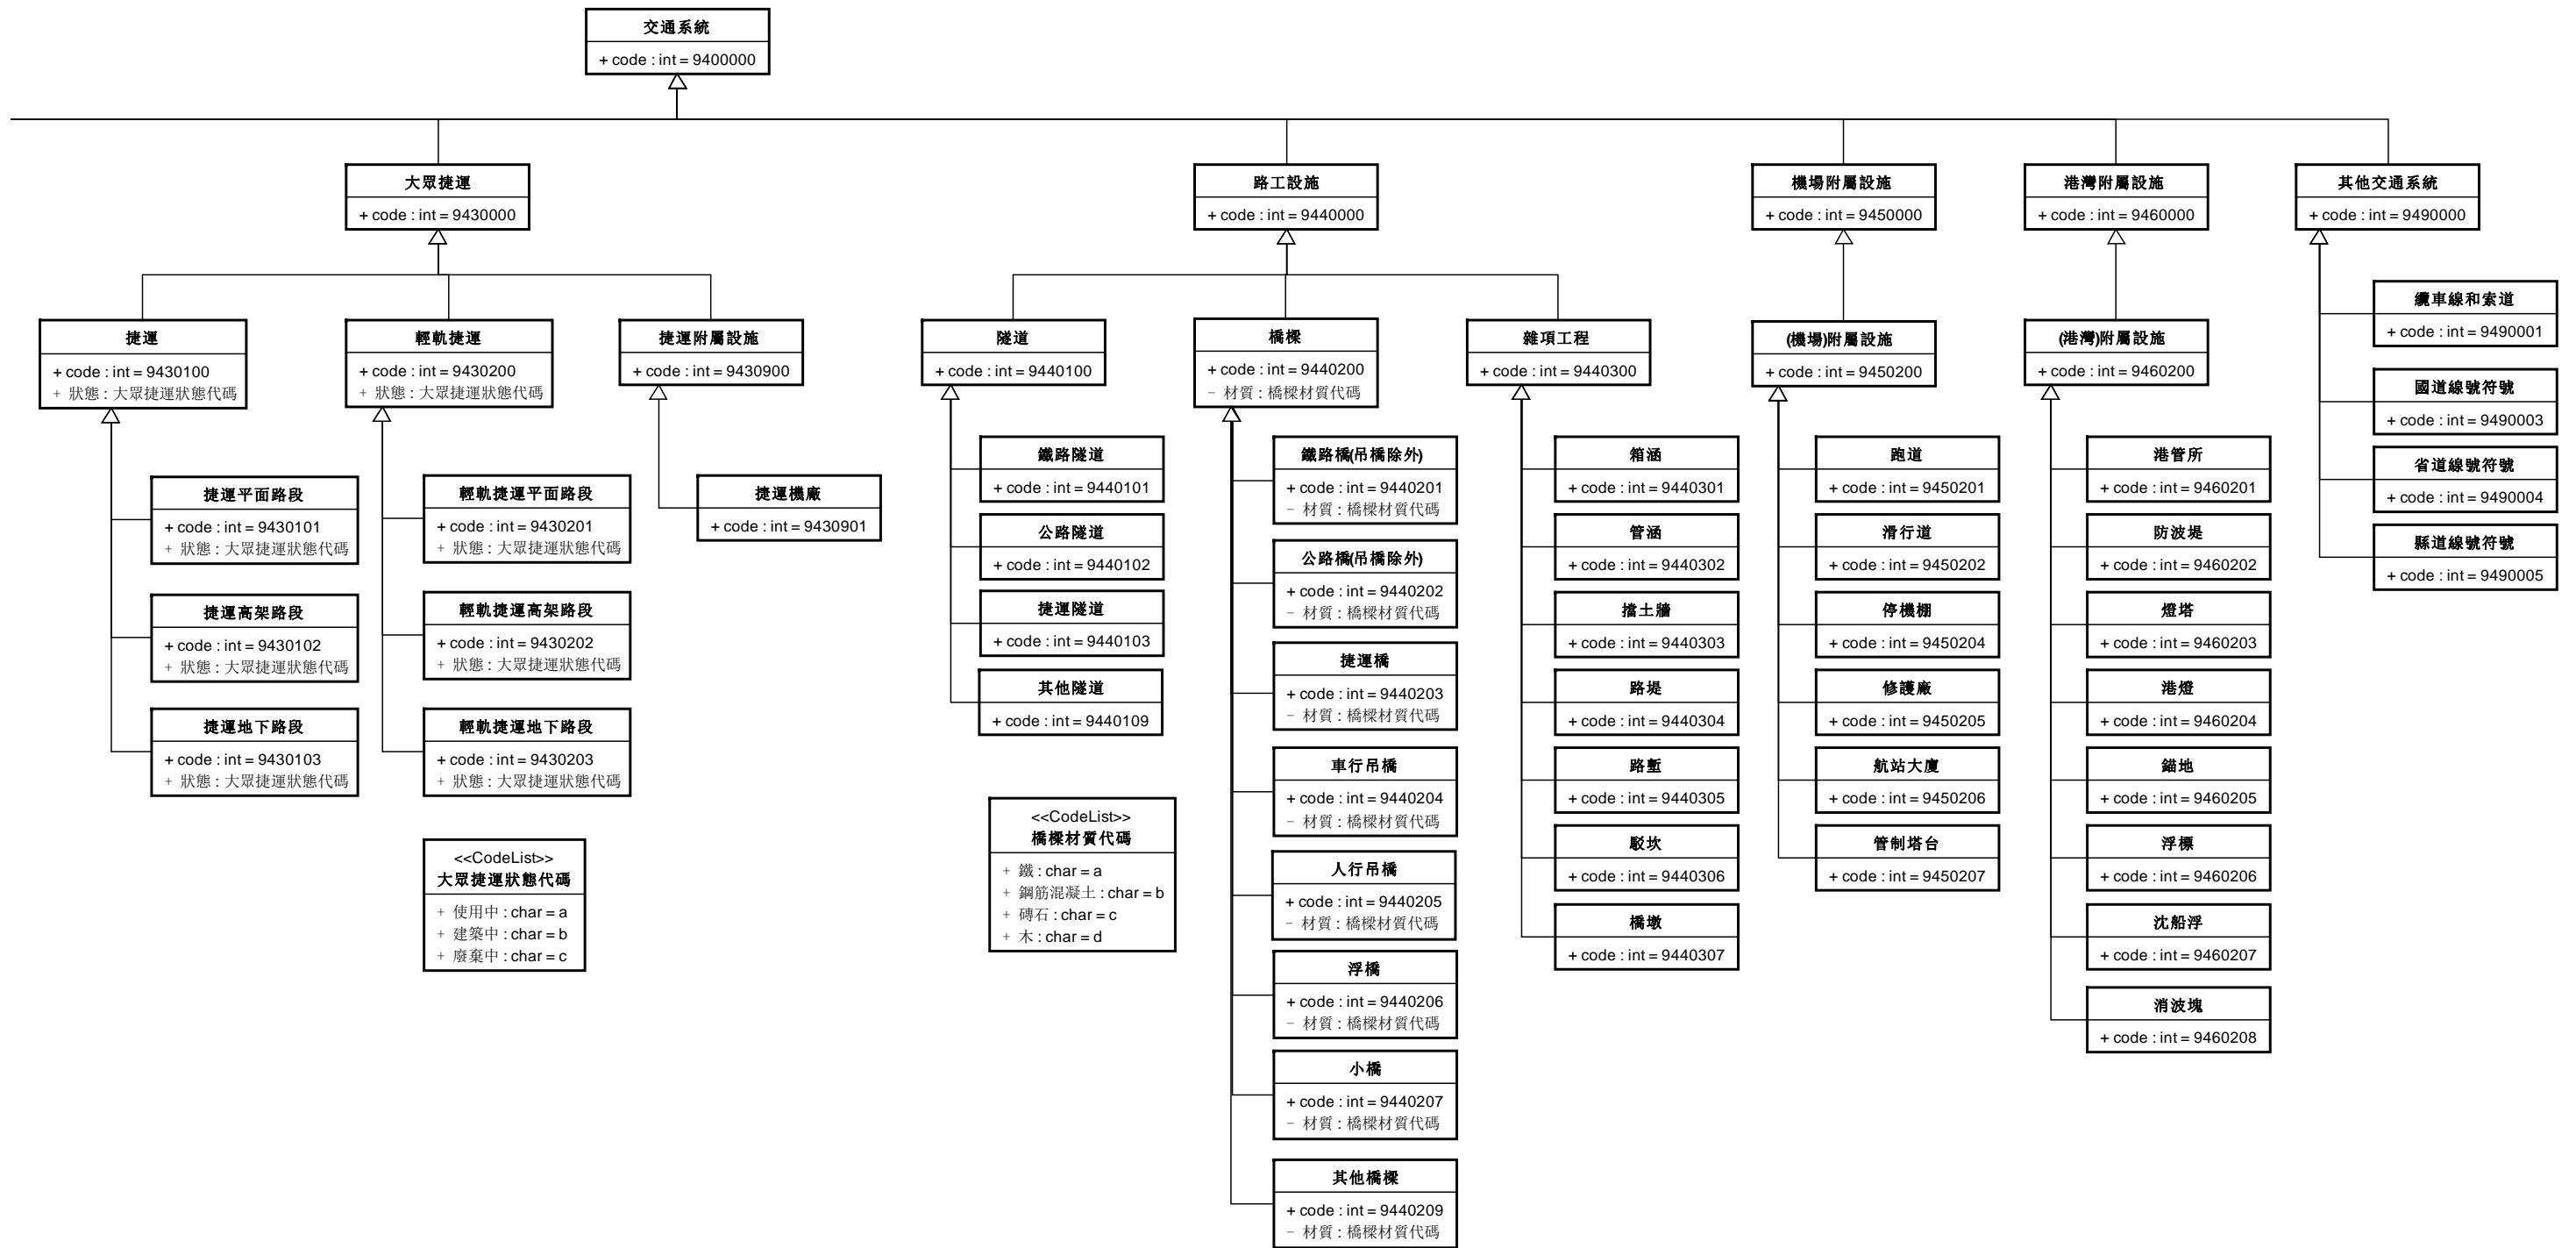 交通系統
+ code : int = 9400000
大眾捷運
+ code : int = 9430000
路工設施
+ code : int = 9440000
機場附屬設施
+ code : int = 9450000
港灣附屬設施
+ code : int = 9460000
其他交通系統
+ code : int = 9490000
捷運
+ code : int = 9430100
+ 狀態 : 大眾捷運狀態代碼
輕軌捷運
+ code : int = 9430200
+ 狀態 : 大眾捷運狀態代碼
捷運附屬設施
+ code : int = 9430900
隧道
+ code : int = 9440100
橋樑
+ code : int = 9440200
- 材質 : 橋樑材質代碼
雜項工程
+ code : int = 9440300
(機場)附屬設施
+ code : int = 9450200
(港灣)附屬設施
+ code : int = 9460200
纜車線和索道
+ code : int = 9490001
國道線號符號
+ code : int = 9490003
省道線號符號
+ code : int = 9490004
縣道線號符號
+ code : int = 9490005
捷運平面路段
+ code : int = 9430101
+ 狀態 : 大眾捷運狀態代碼
捷運高架路段
+ code : int = 9430102
+ 狀態 : 大眾捷運狀態代碼
捷運地下路段
+ code : int = 9430103
+ 狀態 : 大眾捷運狀態代碼
輕軌捷運平面路段
+ code : int = 9430201
+ 狀態 : 大眾捷運狀態代碼
輕軌捷運高架路段
+ code : int = 9430202
+ 狀態 : 大眾捷運狀態代碼
輕軌捷運地下路段
+ code : int = 9430203
+ 狀態 : 大眾捷運狀態代碼
<<CodeList>>
大眾捷運狀態代碼
+ 使用中 : char = a
+ 建築中 : char = b
+ 廢棄中 : char = c
捷運機廠
+ code : int = 9430901
鐵路隧道
+ code : int = 9440101
公路隧道
+ code : int = 9440102
捷運隧道
+ code : int = 9440103
其他隧道
+ code : int = 9440109
<<CodeList>>
橋樑材質代碼
+ 鐵 : char = a
+ 鋼筋混凝土 : char = b
+ 磚石 : char = c
+ 木 : char = d
鐵路橋(吊橋除外)
+ code : int = 9440201
- 材質 : 橋樑材質代碼
公路橋(吊橋除外)
+ code : int = 9440202
- 材質 : 橋樑材質代碼
捷運橋
+ code : int = 9440203
- 材質 : 橋樑材質代碼
車行吊橋
+ code : int = 9440204
- 材質 : 橋樑材質代碼
人行吊橋
+ code : int = 9440205
- 材質 : 橋樑材質代碼
浮橋
+ code : int = 9440206
- 材質 : 橋樑材質代碼
小橋
+ code : int = 9440207
- 材質 : 橋樑材質代碼
其他橋樑
+ code : int = 9440209
- 材質 : 橋樑材質代碼
箱涵
+ code : int = 9440301
管涵
+ code : int = 9440302
擋土牆
+ code : int = 9440303
路堤
+ code : int = 9440304
路塹
+ code : int = 9440305
駁坎
+ code : int = 9440306
橋墩
+ code : int = 9440307
跑道
+ code : int = 9450201
滑行道
+ code : int = 9450202
停機棚
+ code : int = 9450204
修護廠
+ code : int = 9450205
航站大廈
+ code : int = 9450206
管制塔台
+ code : int = 9450207
港管所
+ code : int = 9460201
防波堤
+ code : int = 9460202
燈塔
+ code : int = 9460203
港燈
+ code : int = 9460204
錨地
+ code : int = 9460205
浮標
+ code : int = 9460206
沈船浮
+ code : int = 9460207
消波塊
+ code : int = 9460208